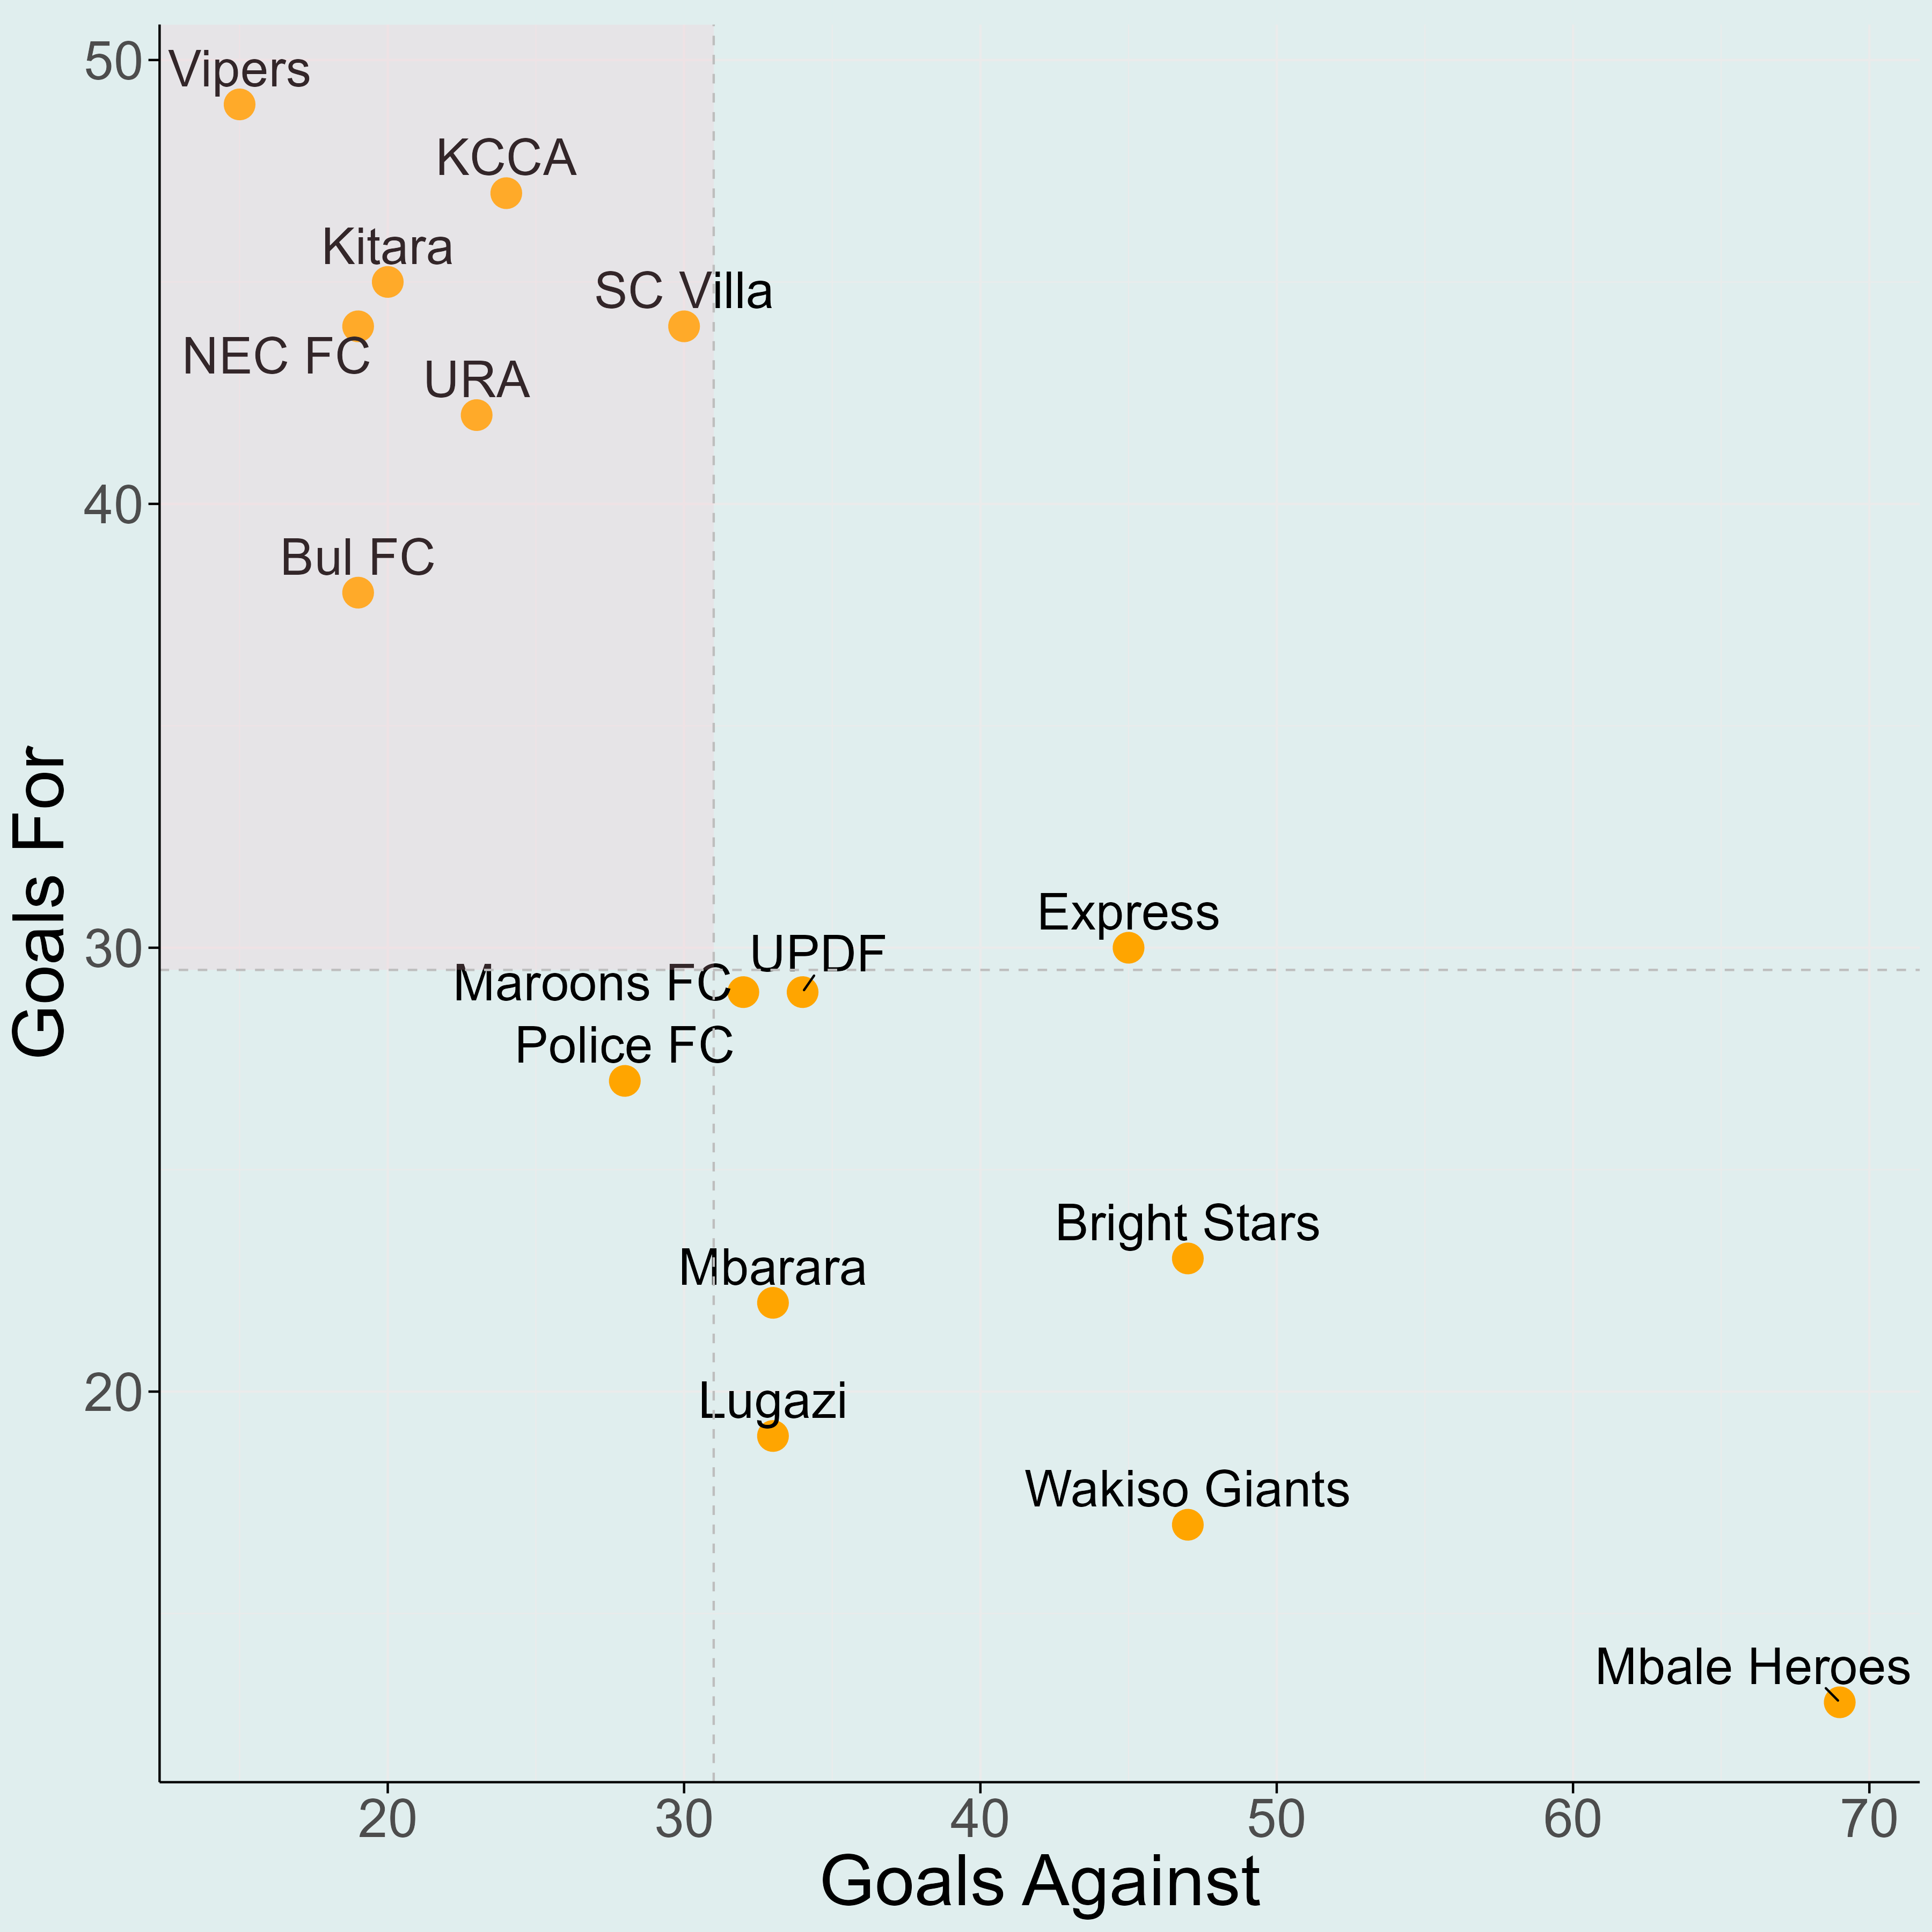 50
Vipers
KCCA
Kitara
SC Villa
NEC FC
URA
40
Bul FC
Goals For
30
Express
UPDF
Maroons FC
Police FC
Bright Stars
Mbarara
20
Lugazi
Wakiso Giants
Mbale Heroes
20 30 40 50 60 70
Goals Against